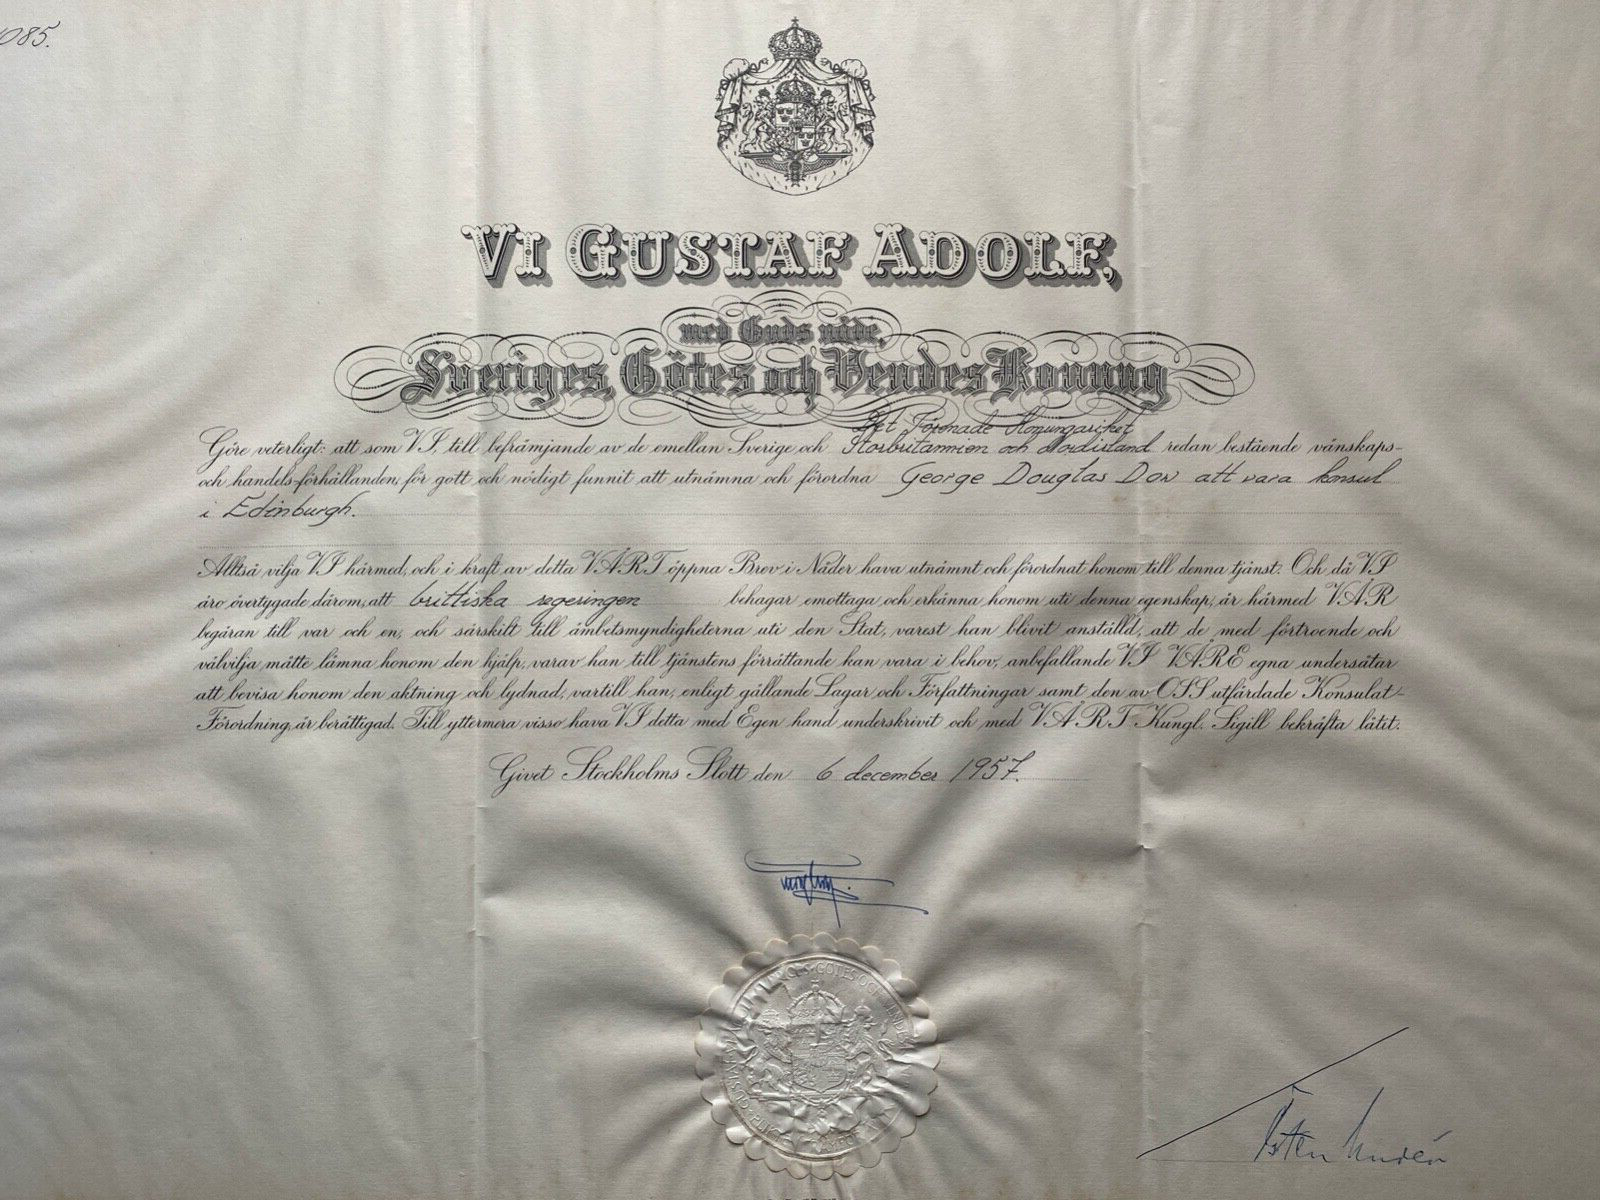 085.
VI GUSTAF ADOLF,
med Guds nåde,
Sveriges, Götes och Vendes Konung
Det Förenade Konungariket
Göre veterligt: att som VI, till befrämjande av de emellan Sverige och Storbritannien och Nordirland redan bestående vänskaps-
och handels-förhållanden, för gott och nödigt funnit att utnämna och förordna George Douglas Dow att vara konsul
i Edinburgh.
Alltså vilja VI härmed, och i kraft av detta VÅRT öppna Brev, i Nåder hava utnämnt och förordnat honom till denna tjänst. Och då VI
äro övertygade därom, att brittiska regeringen behagar emottaga och erkänna honom uti denna egenskap, är härmed VÅR
begäran till var och en, och särskilt till ämbetsmyndigheterna uti den Stat, varest han blivit anställd, att de med förtroende och
välvilja måtte lämna honom den hjälp, varav han till tjänstens förrättande kan vara i behov, anbefallande VI VÅRE egna undersåtar
att bevisa honom den aktning och lydnad, vartill han, enligt gällande Lagar och Författningar samt den av OSS utfärdade Konsulat-
Förordning, är berättigad. Till yttermera visso hava VI detta med Egen hand underskrivit och med VÅRT Kungl. Sigill bekräfta låtit.
Givet Stockholms Slott den 6 december 1957.
Östen Undén